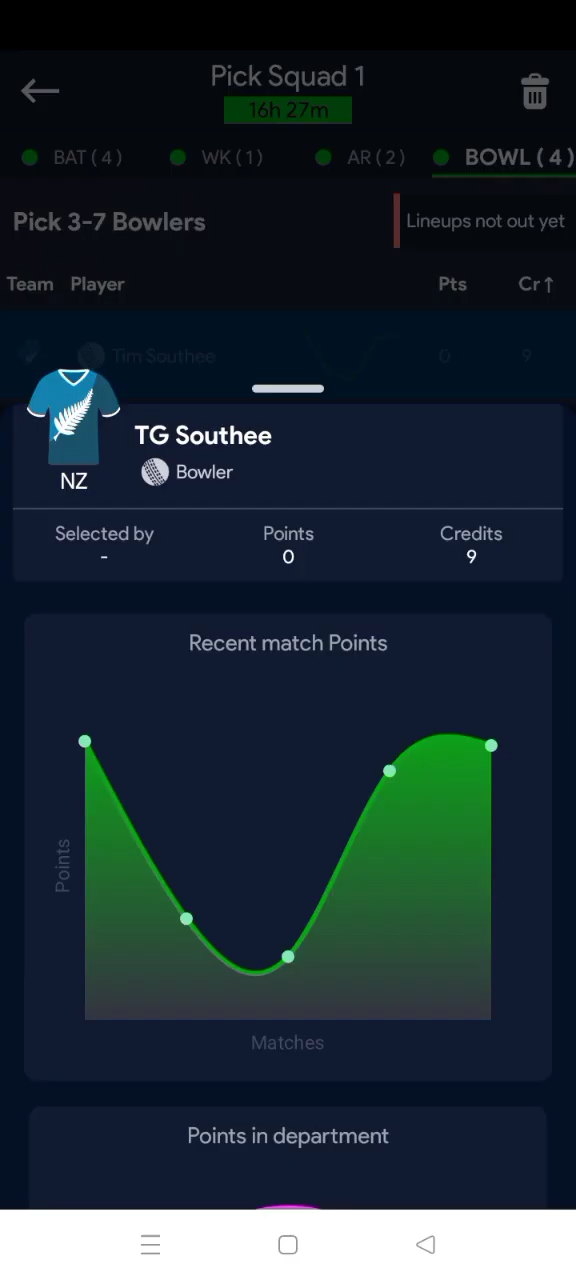 Pick Squad 1
16h 27m
BAT ( 4 ) WK ( 1 ) AR ( 2 ) BOWL ( 4 )
Pick 3-7 Bowlers Lineups not out yet
Team Player Pts Cr↑
Tim Southee 0 9
TG Southee
Bowler
NZ
Selected by Points Credits
- 0 9
Recent match Points
Points
Matches
Points in department